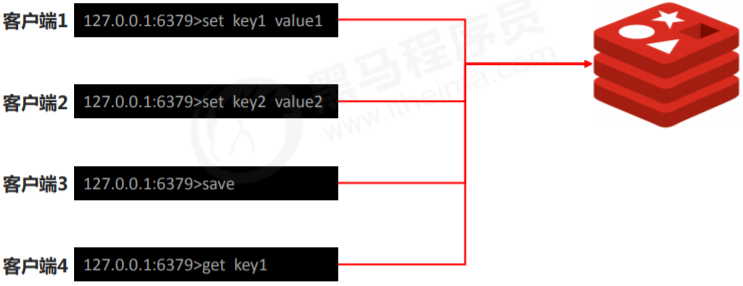 客户端1 127.0.0.1:6379>set key1 value1
客户端2 127.0.0.1:6379>set key2 value2
黑马程序员
www.itheima.com
客户端3 127.0.0.1:6379>save
客户端4 127.0.0.1:6379>get key1